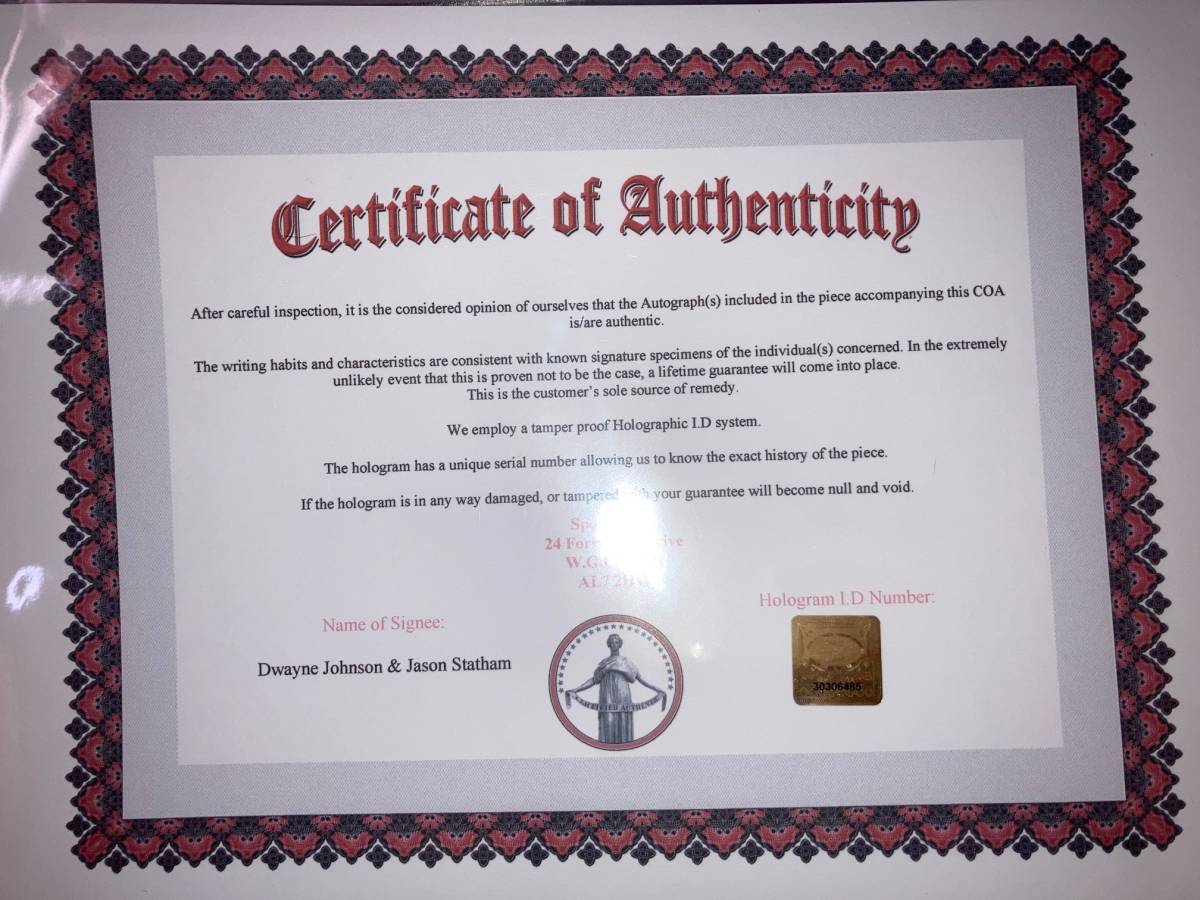 Certificate of Authenticity
After careful inspection, it is the considered opinion of ourselves that the Autograph(s) included in the piece accompanying this COA
is/are authentic.
The writing habits and characteristics are consistent with known signature specimens of the individual(s) concerned. In the extremely
unlikely event that this is proven not to be the case, a lifetime guarantee will come into place.
This is the customer's sole source of remedy.
We employ a tamper proof Holographic I.D system.
The hologram has a unique serial number allowing us to know the exact history of the piece.
If the hologram is in any way damaged, or tampered your guarantee will become null and void.
24
AL7
Hologram I.D Number:
Name of Signee:
Dwayne Johnson & Jason Statham
30306485